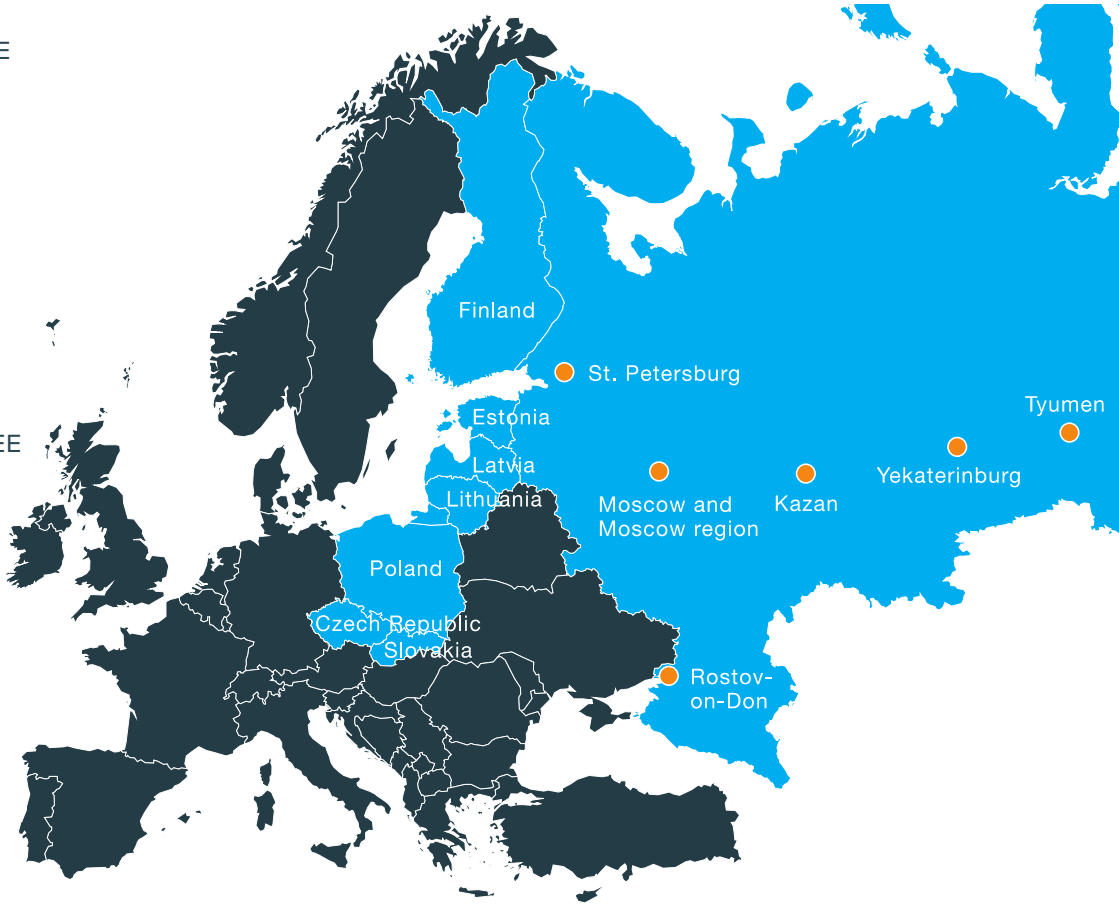 E
Finland
St. Petersburg
Tyumen
Estonia
EE
Latvia
Yekaterinburg
Lithuania
Moscow and
Moscow region
Kazan
Poland
Czech Republic
Slovakia
Rostov-
on-Don